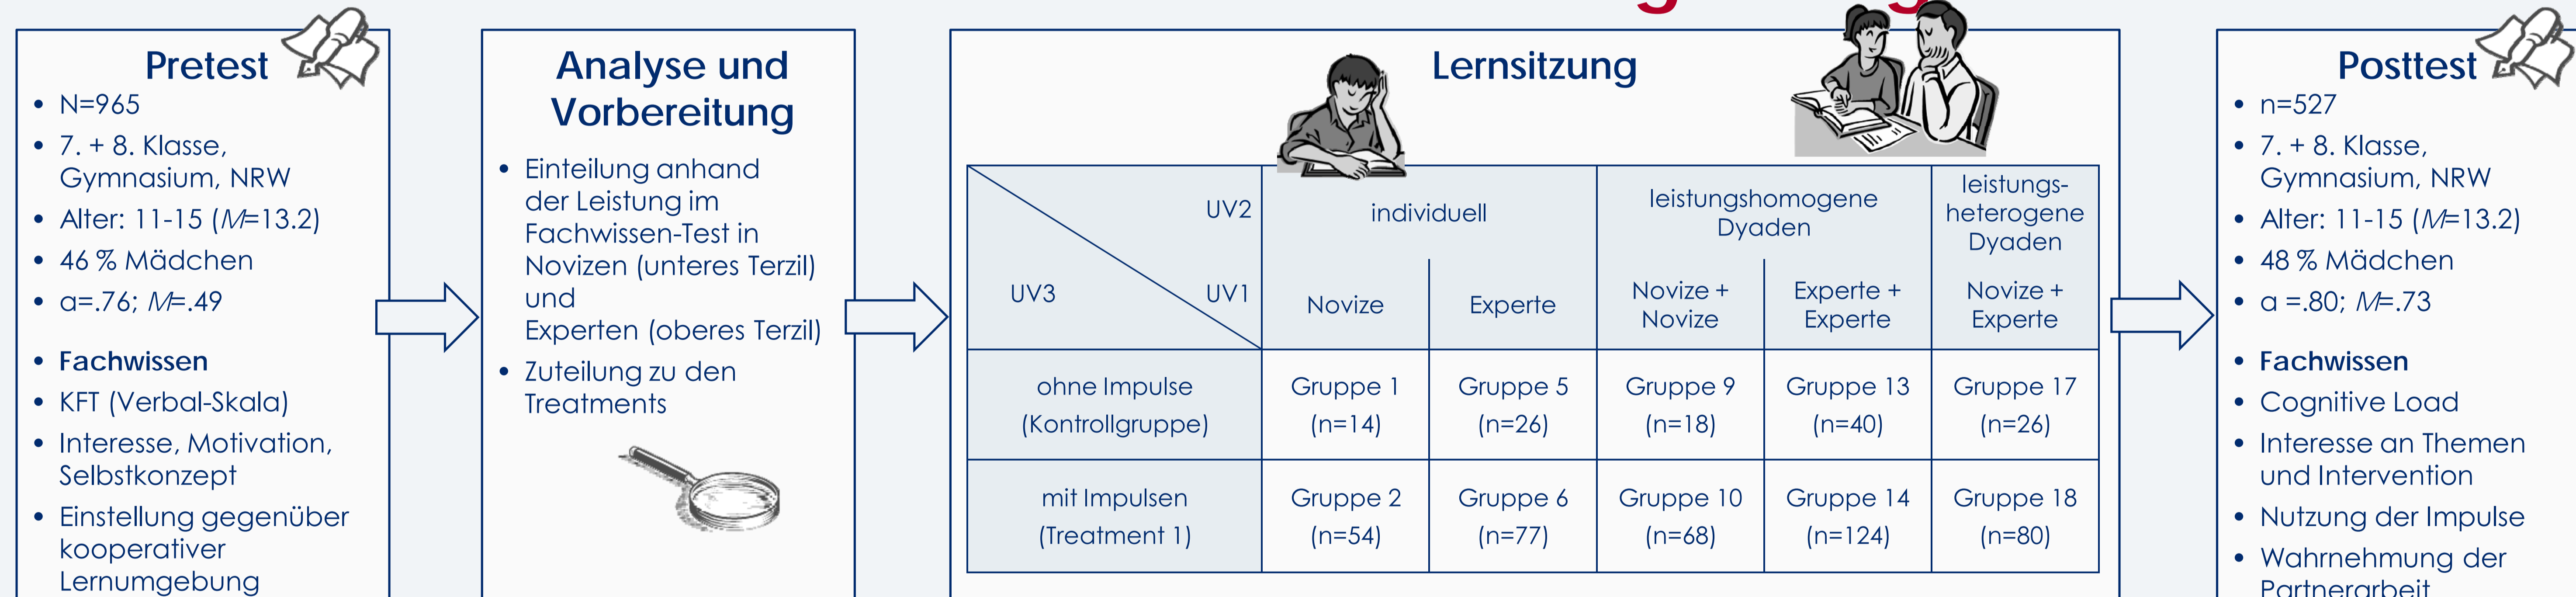 Pretest
• N=965
• 7. + 8. Klasse,
Gymnasium, NRW
• Alter: 11-15 (M=13.2)
• 46 % Mädchen
• α=.76; M=.49
• Fachwissen
• KFT (Verbal-Skala)
• Interesse, Motivation,
Selbstkonzept
• Einstellung gegenüber
kooperativer
Lernumgebung
Analyse und
Vorbereitung
• Einteilung anhand
der Leistung im
Fachwissen-Test in
Novizen (unteres Terzil)
und
Experten (oberes Terzil)
• Zuteilung zu den
Treatments
Lernsitzung
UV2
UV3
UV1
individuell
leistungshomogene
Dyaden
leistungs-
heterogene
Dyaden
Novize
Experte
Novize +
Novize
Experte +
Experte
Novize +
Experte
ohne Impulse
(Kontrollgruppe)
Gruppe 1
(n=14)
Gruppe 5
(n=26)
Gruppe 9
(n=18)
Gruppe 13
(n=40)
Gruppe 17
(n=26)
mit Impulsen
(Treatment 1)
Gruppe 2
(n=54)
Gruppe 6
(n=77)
Gruppe 10
(n=68)
Gruppe 14
(n=124)
Gruppe 18
(n=80)
Posttest
• n=527
• 7. + 8. Klasse,
Gymnasium, NRW
• Alter: 11-15 (M=13.2)
• 48 % Mädchen
• α =.80; M=.73
• Fachwissen
• Cognitive Load
• Interesse an Themen
und Intervention
• Nutzung der Impulse
• Wahrnehmung der
Partnerarbeit